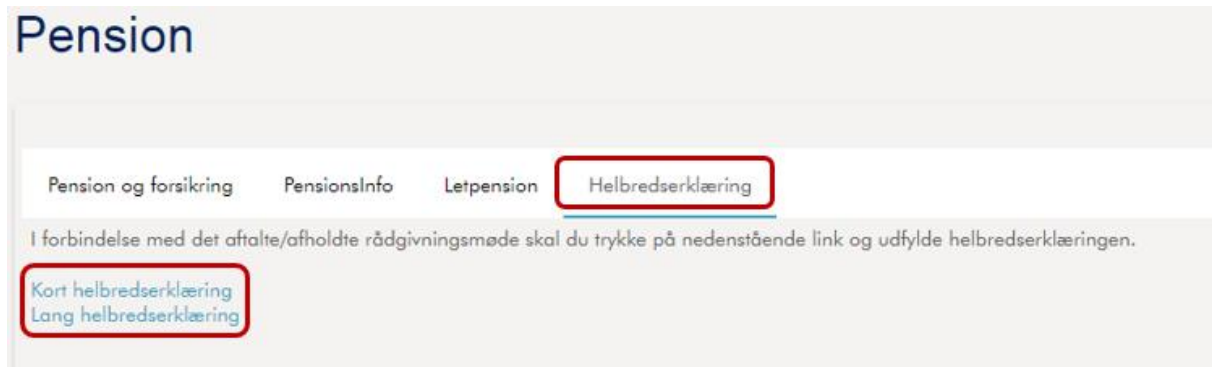 Pension
Pension og forsikring PensionsInfo Letpension Helbredserklæring
I forbindelse med det aftalte/afholdte rådgivningsmøde skal du trykke på nedenstående link og udfylde helbredserklæringen.
Kort helbredserklæring
Lang helbredserklæring